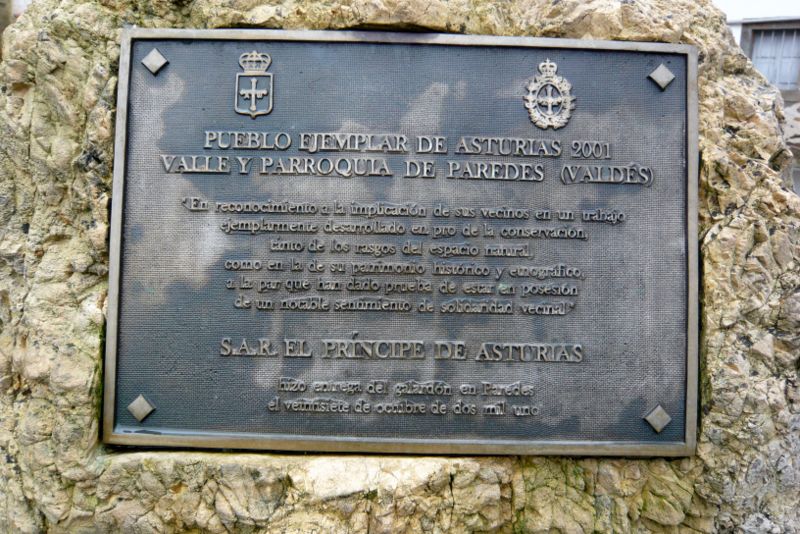 PUEBLO EJEMPLAR DE ASTURIAS 2001
VALLE Y PARROQUIA DE PAREDES (VALDÉS)
"En reconocimiento a la implicación de sus vecinos en un trabajo
ejemplarmente desarrollado en pro de la conservación,
tanto de los rasgos del espacio natural,
como en la de su patrimonio histórico y etnográfico,
a la par que han dado prueba de estar en posesión
de un notable sentimiento de solidaridad vecinal"
S.A.R. EL PRÍNCIPE DE ASTURIAS
hizo entrega del galardón en Paredes
el veintisiete de octubre de dos mil uno